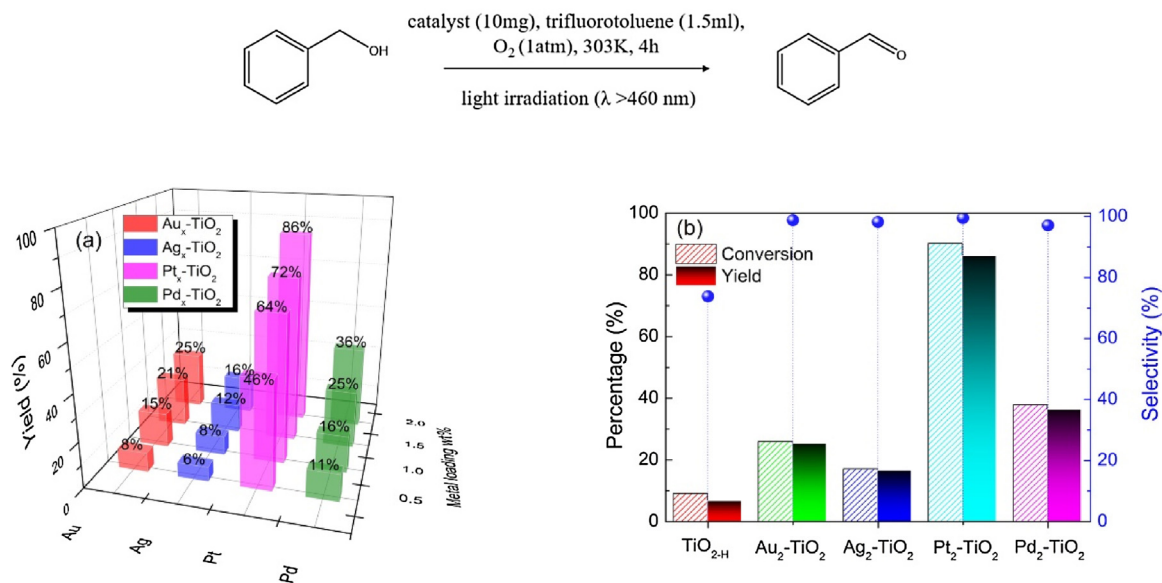 catalyst (10mg), trifluorotoluene (1.5ml),
O₂ (1atm), 303K, 4h
light irradiation (λ >460 nm)
OH
O
(a)
Auₓ-TiO₂
Agₓ-TiO₂
Ptₓ-TiO₂
Pdₓ-TiO₂
Yield (%)
100
80
60
40
20
0
8%
15%
21%
25%
6%
8%
12%
16%
46%
64%
72%
86%
11%
16%
25%
36%
Au
Ag
Pt
Pd
0.5
1.0
1.5
2.0
Metal loading wt%
(b)
Conversion
Yield
Percentage (%)
100
80
60
40
20
0
Selectivity (%)
100
80
60
40
20
0
TiO₂₋H
Au₂-TiO₂
Ag₂-TiO₂
Pt₂-TiO₂
Pd₂-TiO₂